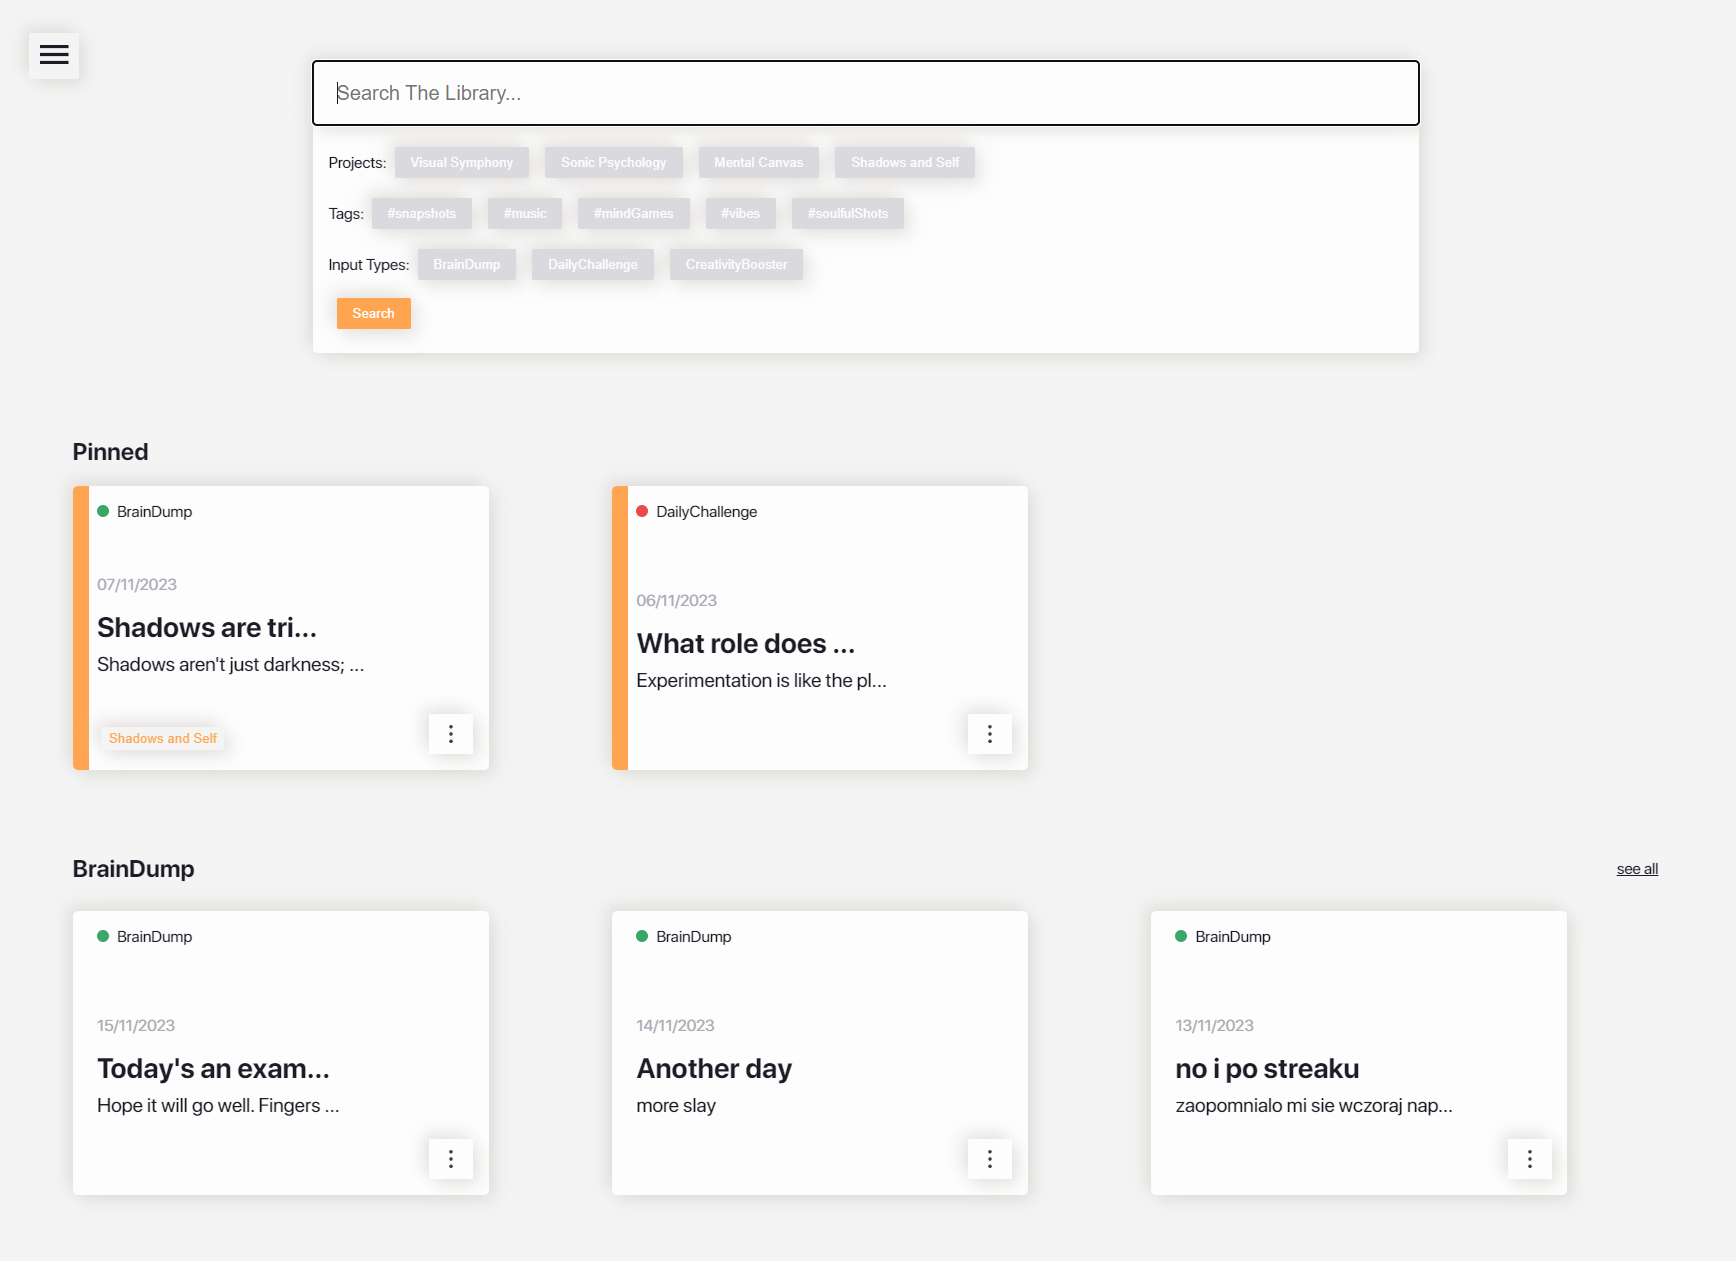 Search The Library...
Projects: Visual Symphony Sonic Psychology Mental Canvas Shadows and Self
Tags: #snapshots #music #mindGames #vibes #soulfulShots
Input Types: BrainDump DailyChallenge CreativityBooster
Search
Pinned
BrainDump
07/11/2023
Shadows are tri...
Shadows aren't just darkness; ...
Shadows and Self
DailyChallenge
06/11/2023
What role does ...
Experimentation is like the pl...
BrainDump
see all
BrainDump
15/11/2023
Today's an exam...
Hope it will go well. Fingers ...
BrainDump
14/11/2023
Another day
more slay
BrainDump
13/11/2023
no i po streaku
zaopomnialo mi sie wczoraj nap...